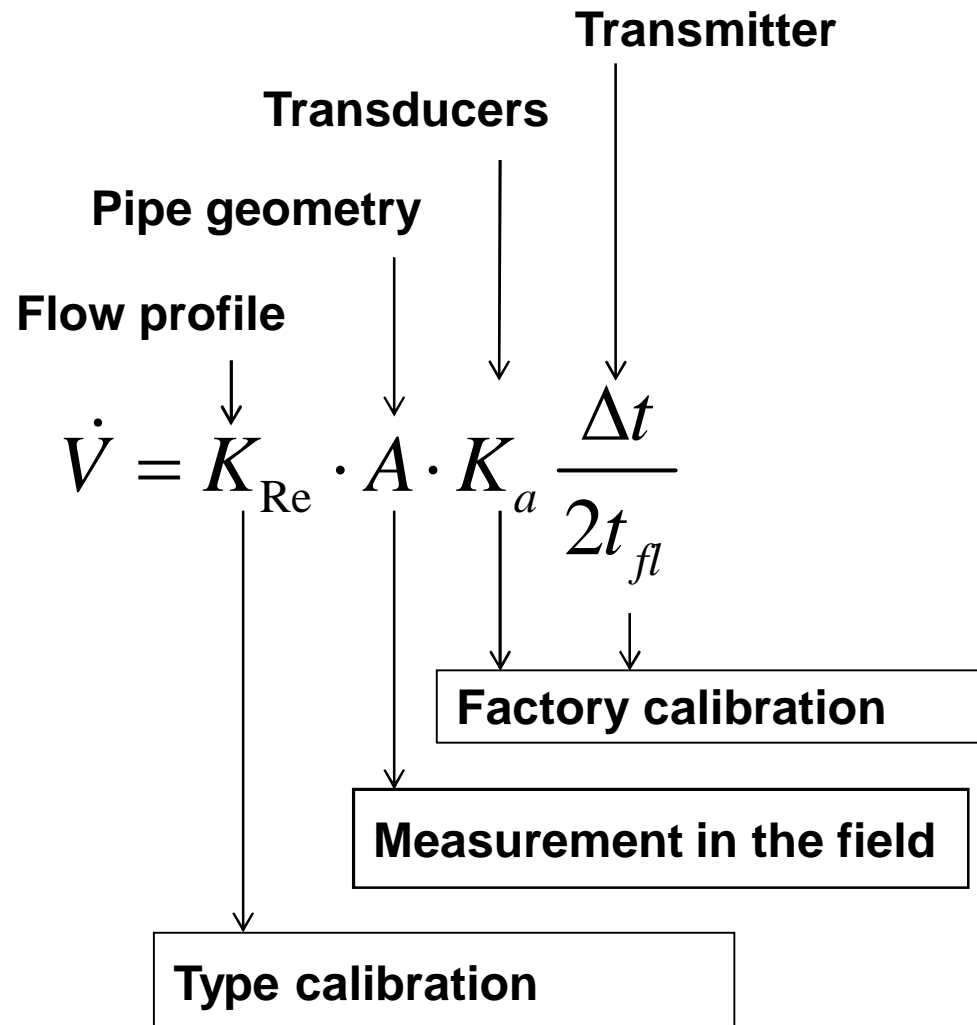 Transmitter
Transducers
Pipe geometry
Flow profile
V̇ = K_Re · A · K_a Δt / 2t_fl
Factory calibration
Measurement in the field
Type calibration